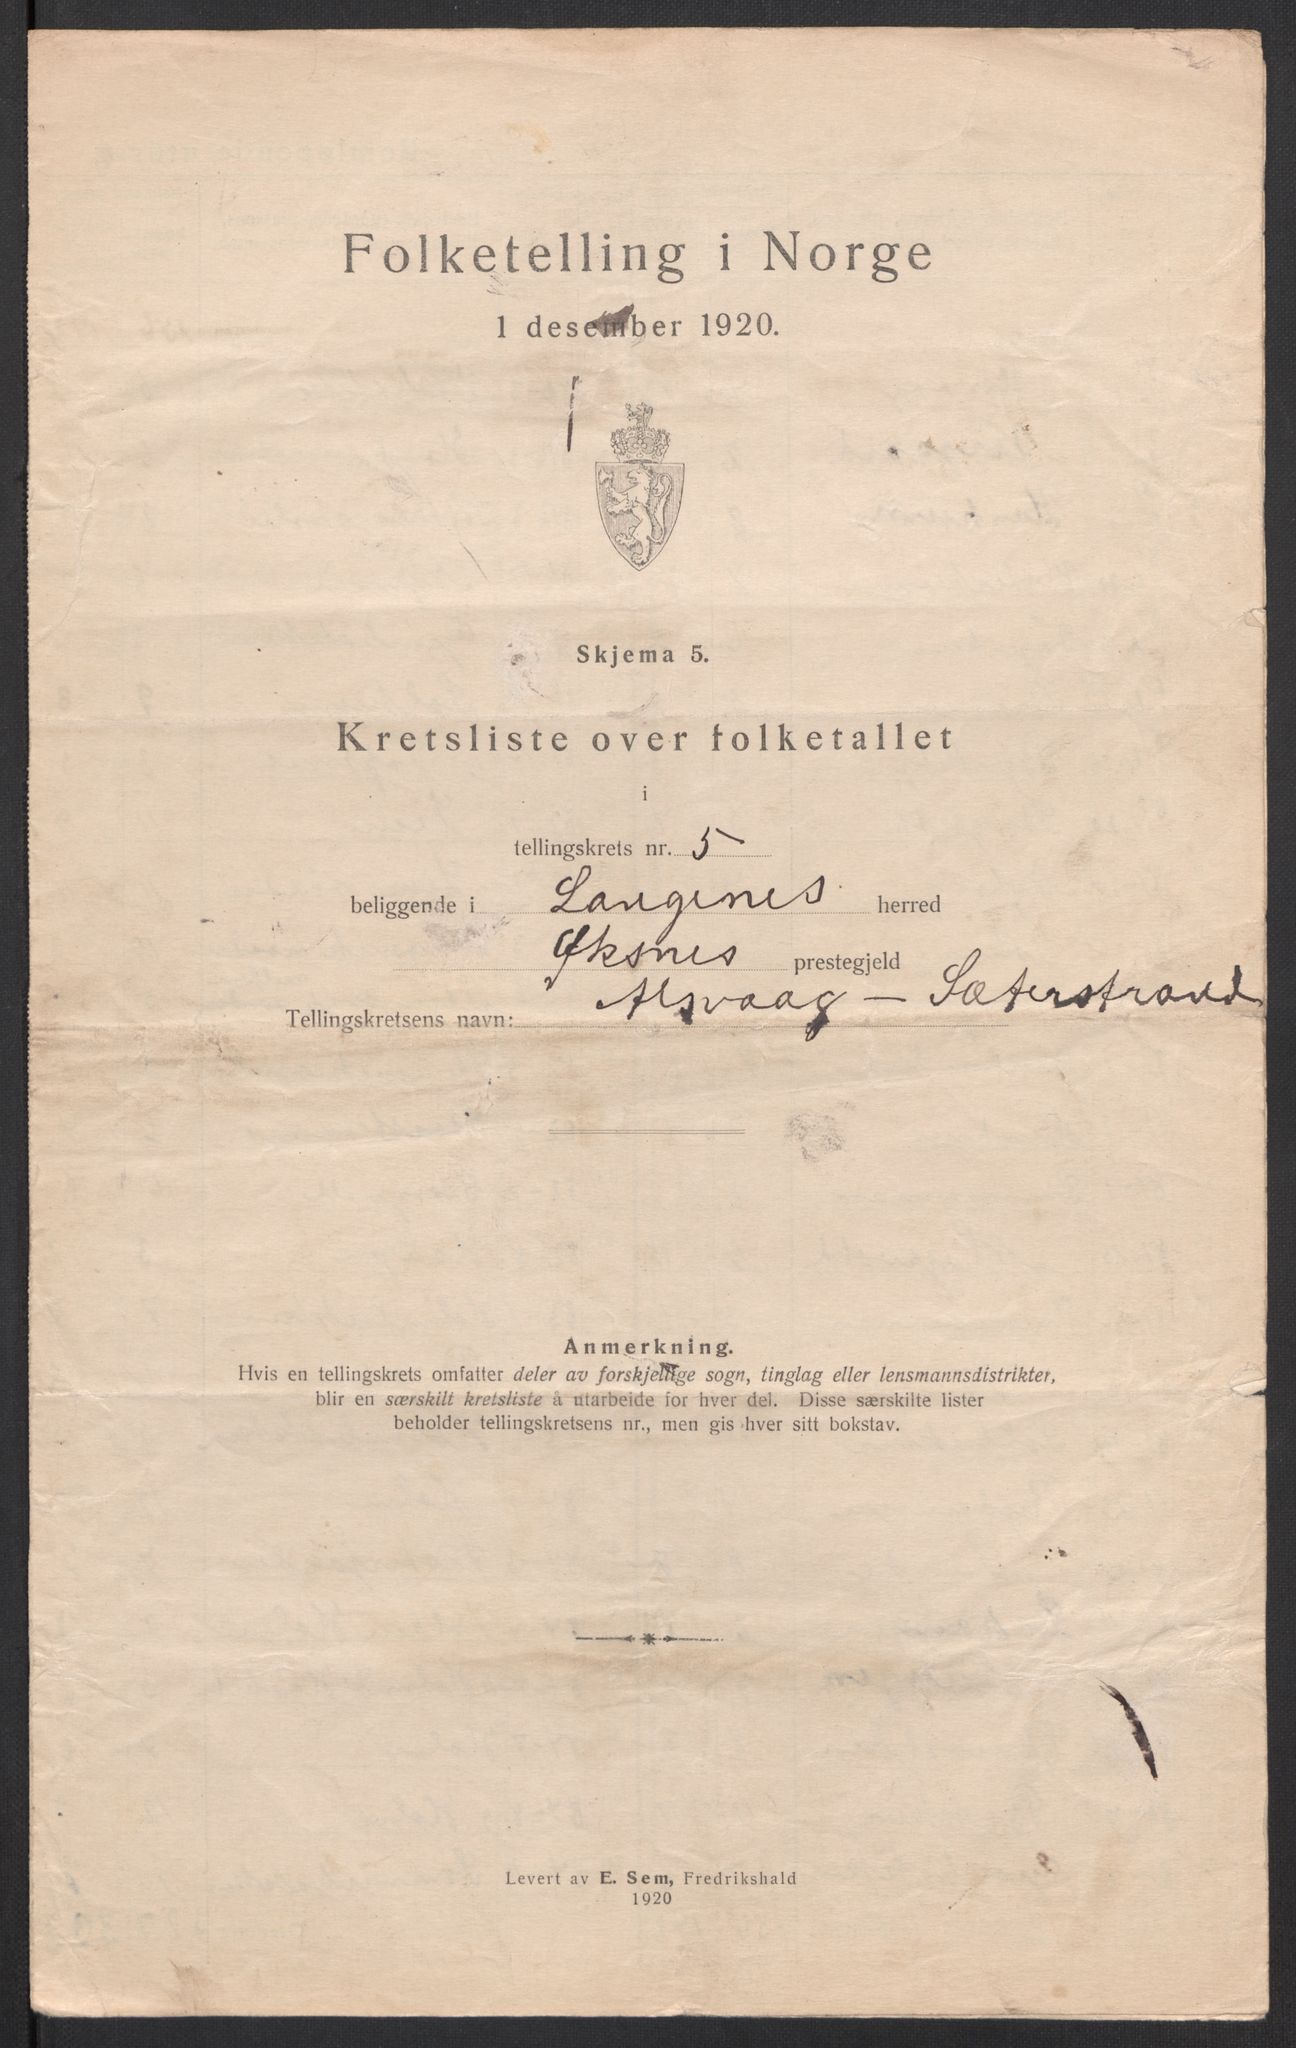 Folketelling i Norge
1 desember 1920.
Skjema 5.
Kretsliste over folketallet
i
tellingskrets nr. 5
beliggende i Langenes herred
Øksnes prestegjeld
Tellingskretsens navn: Alsvaag - Sæterstrand
Anmerkning.
Hvis en tellingskrets omfatter deler av forskjellige sogn, tinglag eller lensmannsdistrikter,
blir en særskilt kretsliste å utarbeide for hver del. Disse særskilte lister
beholder tellingskretsens nr., men gis hver sitt bokstav.
Levert av E. Sem, Fredrikshald
1920